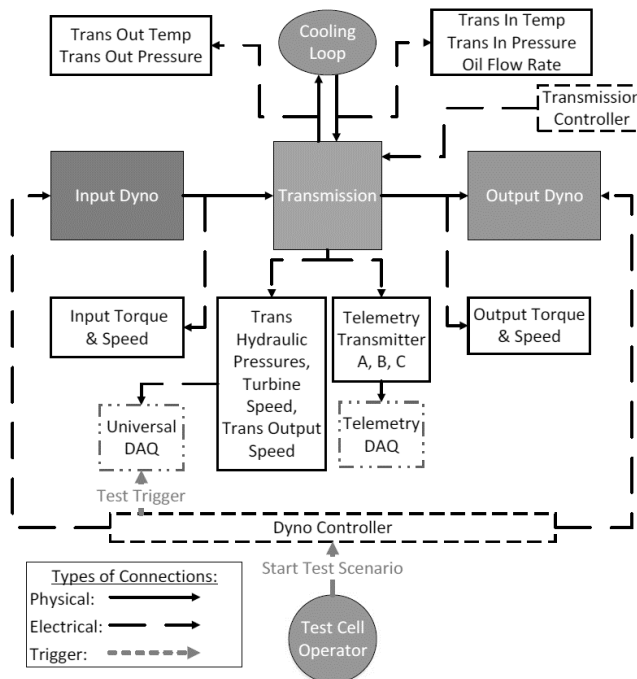 Trans Out Temp
Trans Out Pressure
Cooling
Loop
Trans In Temp
Trans In Pressure
Oil Flow Rate
Transmission
Controller
Input Dyno
Transmission
Output Dyno
Input Torque
& Speed
Trans
Hydraulic
Pressures,
Turbine
Speed,
Trans Output
Speed
Telemetry
Transmitter
A, B, C
Output Torque
& Speed
Universal
DAQ
Telemetry
DAQ
Test Trigger
Dyno Controller
Start Test Scenario
Test Cell
Operator
Types of Connections:
Physical:
Electrical:
Trigger: